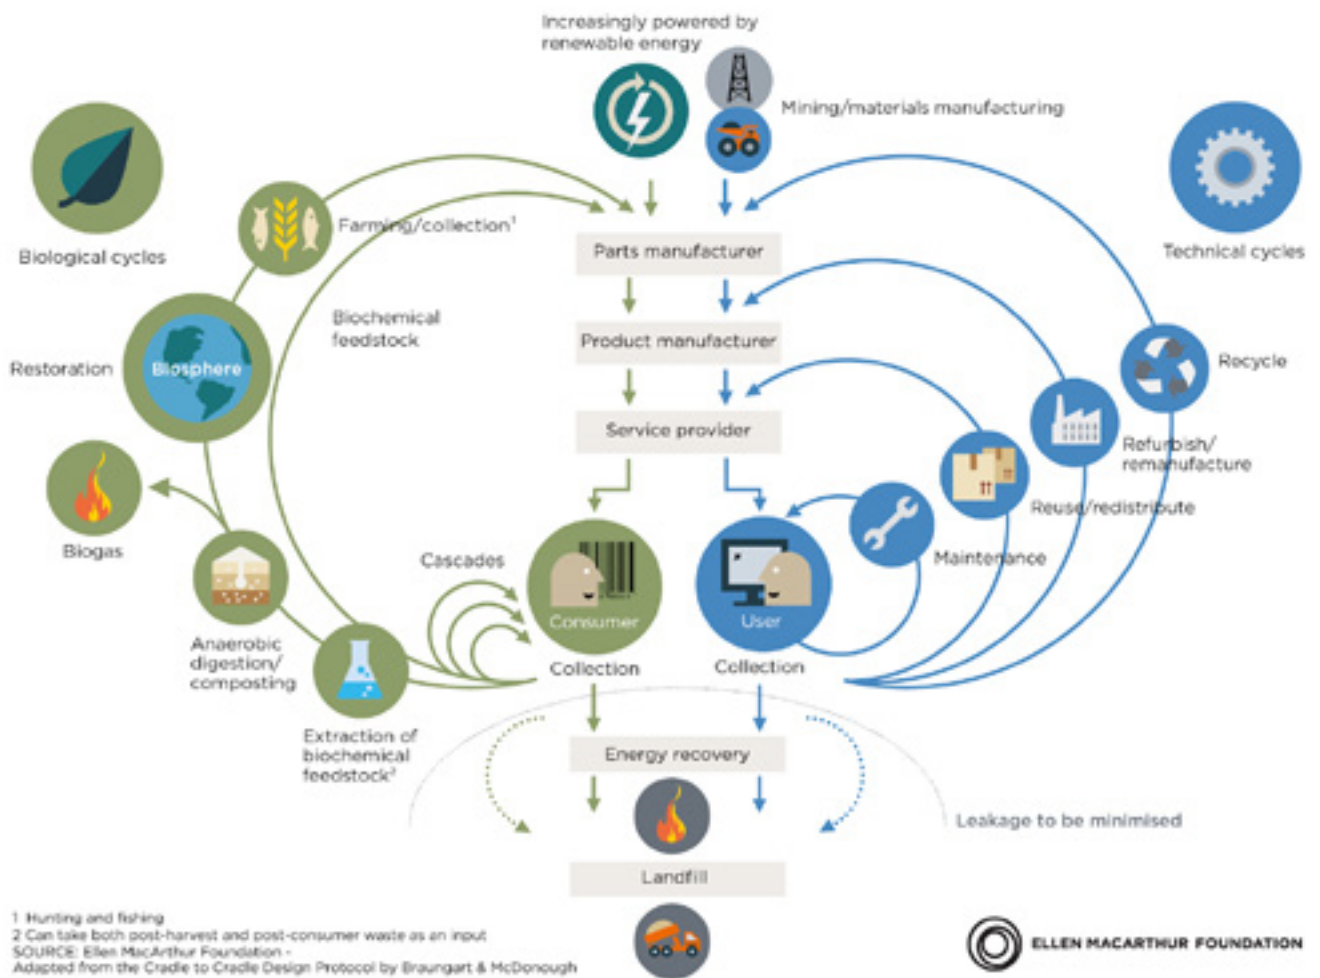 Increasingly powered by
renewable energy
Mining/materials manufacturing
Biological cycles
Farming/collection¹
Technical cycles
Parts manufacturer
Biochemical
feedstock
Product manufacturer
Restoration
Biosphere
Recycle
Service provider
Refurbish/
remanufacture
Reuse/redistribute
Biogas
Cascades
Maintenance
Consumer
User
Anaerobic
digestion/
composting
Collection
Collection
Extraction of
biochemical
feedstock²
Energy recovery
Leakage to be minimised
Landfill
1 Hunting and fishing
2 Can take both post-harvest and post-consumer waste as an input
SOURCE: Ellen MacArthur Foundation -
Adapted from the Cradle to Cradle Design Protocol by Braungart & McDonough
ELLEN MACARTHUR FOUNDATION